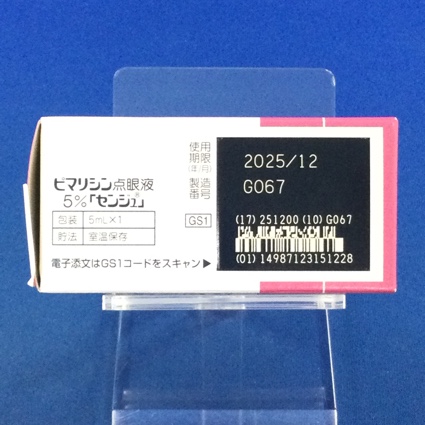 ピマリシン点眼液
5%「センジュ」®
包装 5mL×1
貯法 室温保存
GS1
電子添文はGS1コードをスキャン▶
使用期限(年/月)
2025/12
製造番号
G067
(17) 251200 (10) G067
(01) 14987123151228